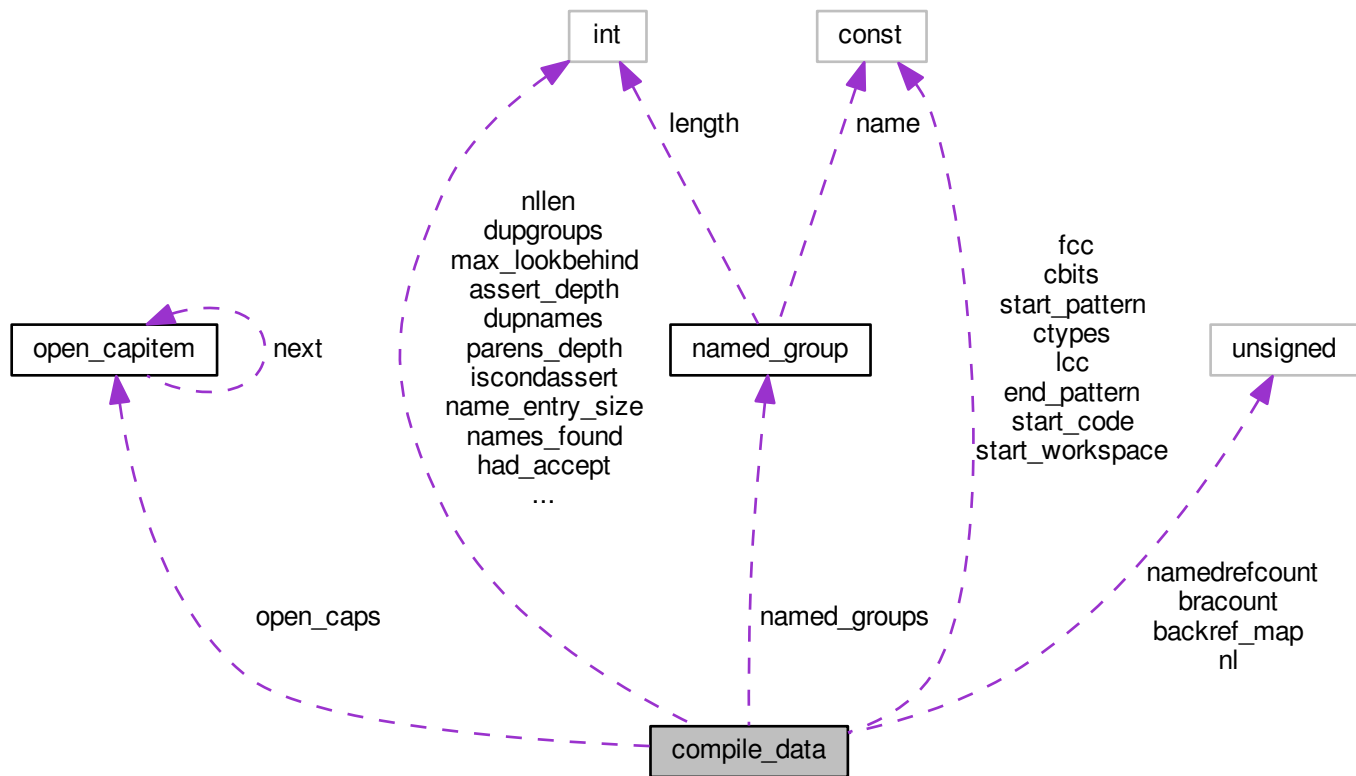 int
const
length
name
nllen
dupgroups
max_lookbehind
assert_depth
dupnames
parens_depth
iscondassert
name_entry_size
names_found
had_accept
...
fcc
cbits
start_pattern
ctypes
lcc
end_pattern
start_code
start_workspace
open_capitem
next
named_group
unsigned
open_caps
named_groups
namedrefcount
bracount
backref_map
nl
compile_data